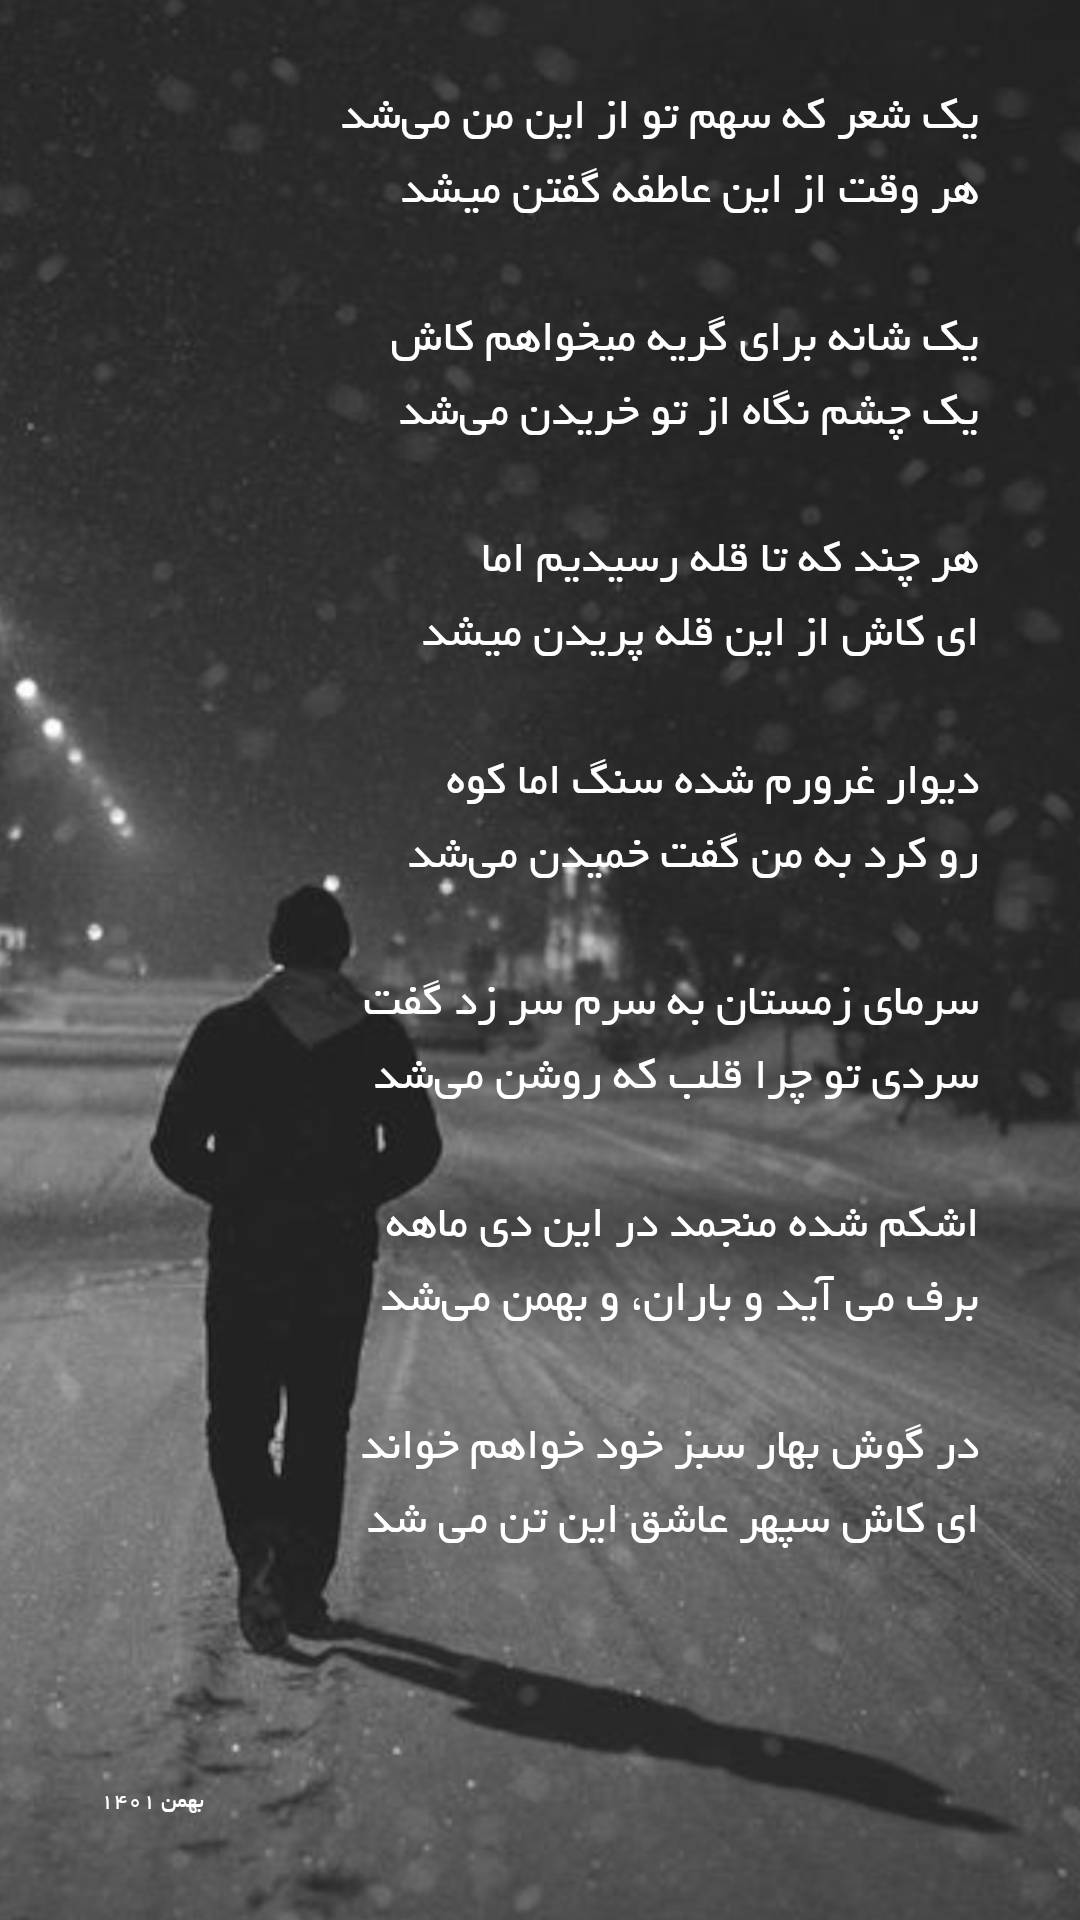 یک شعر که سهم تو از این من می‌شد
هر وقت از این عاطفه گفتن میشد
یک شانه برای گریه میخواهم کاش
یک چشم نگاه از تو خریدن می‌شد
هر چند که تا قله رسیدیم اما
ای کاش از این قله پریدن میشد
دیوار غرورم شده سنگ اما کوه
رو کرد به من گفت خمیدن می‌شد
سرمای زمستان به سرم سر زد گفت
سردی تو چرا قلب که روشن می‌شد
اشکم شده منجمد در این دی ماهه
برف می آید و باران، و بهمن می‌شد
در گوش بهار سبز خود خواهم خواند
ای کاش سپهر عاشق این تن می شد
بهمن ۱۴۰۱